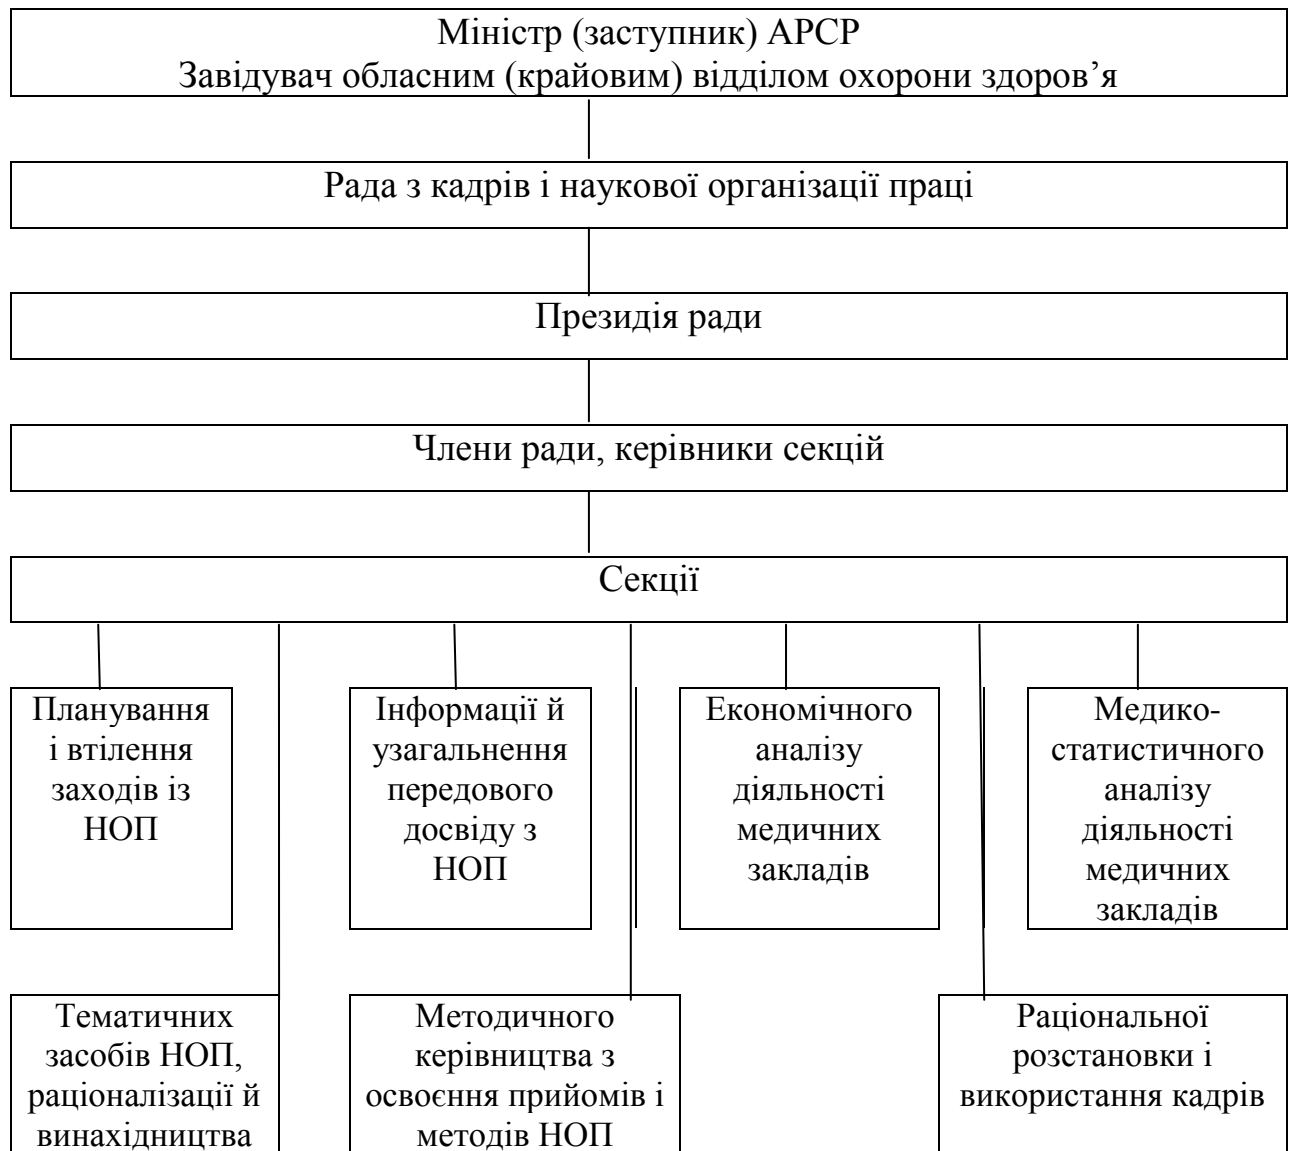 Міністр (заступник) АРСР
Завідувач обласним (крайовим) відділом охорони здоров’я
Рада з кадрів і наукової організації праці
Президія ради
Члени ради, керівники секцій
Секції
Планування
і втілення
заходів із
НОП
Інформації й
узагальнення
передового
досвіду з
НОП
Економічного
аналізу
діяльності
медичних
закладів
Медико-
статистичного
аналізу
діяльності
медичних
закладів
Тематичних
засобів НОП,
раціоналізації й
винахідництва
Методичного
керівництва з
освоєння прийомів і
методів НОП
Раціональної
розстановки і
використання кадрів